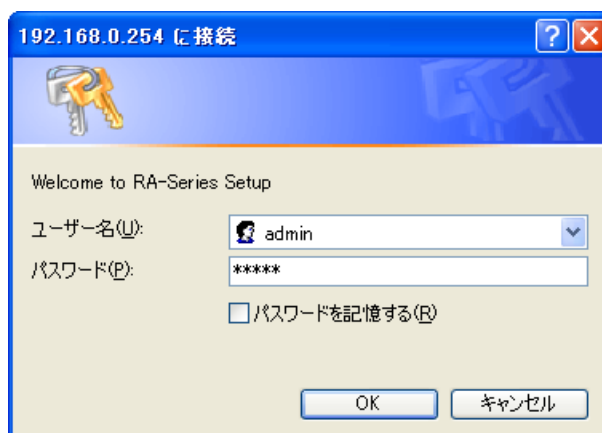 192.168.0.254 に接続
Welcome to RA-Series Setup
ユーザー名(U):
admin
パスワード(P):
*****
パスワードを記憶する(R)
OK
キャンセル